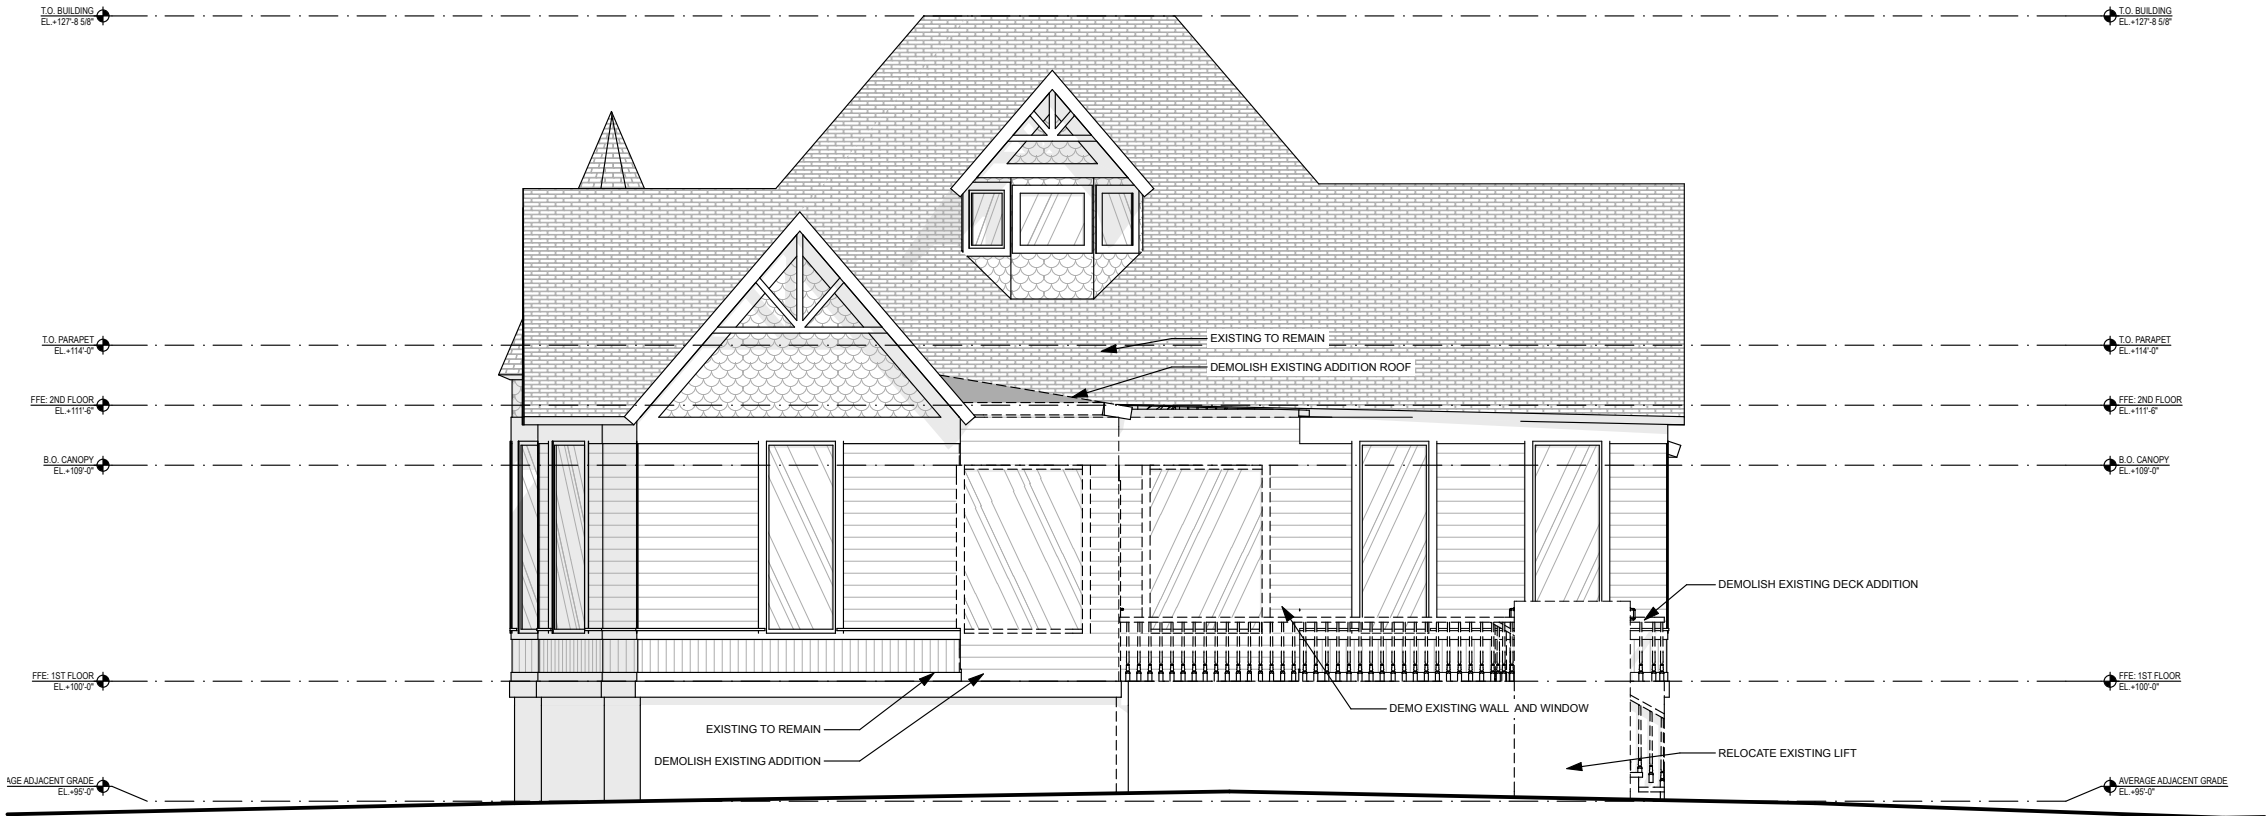 T.O. BUILDING
EL.+127'-8 5/8"
T.O. BUILDING
EL.+127'-8 5/8"
EXISTING TO REMAIN
T.O. PARAPET
EL.+114'-0"
T.O. PARAPET
EL.+114'-0"
DEMOLISH EXISTING ADDITION ROOF
FFE: 2ND FLOOR
EL.+111'-6"
FFE: 2ND FLOOR
EL.+111'-6"
B.O. CANOPY
EL.+109'-0"
B.O. CANOPY
EL.+109'-0"
DEMOLISH EXISTING DECK ADDITION
FFE: 1ST FLOOR
EL.+100'-0"
FFE: 1ST FLOOR
EL.+100'-0"
DEMO EXISTING WALL AND WINDOW
EXISTING TO REMAIN
DEMOLISH EXISTING ADDITION
RELOCATE EXISTING LIFT
AGE ADJACENT GRADE
EL.+95'-0"
AVERAGE ADJACENT GRADE
EL.+95'-0"